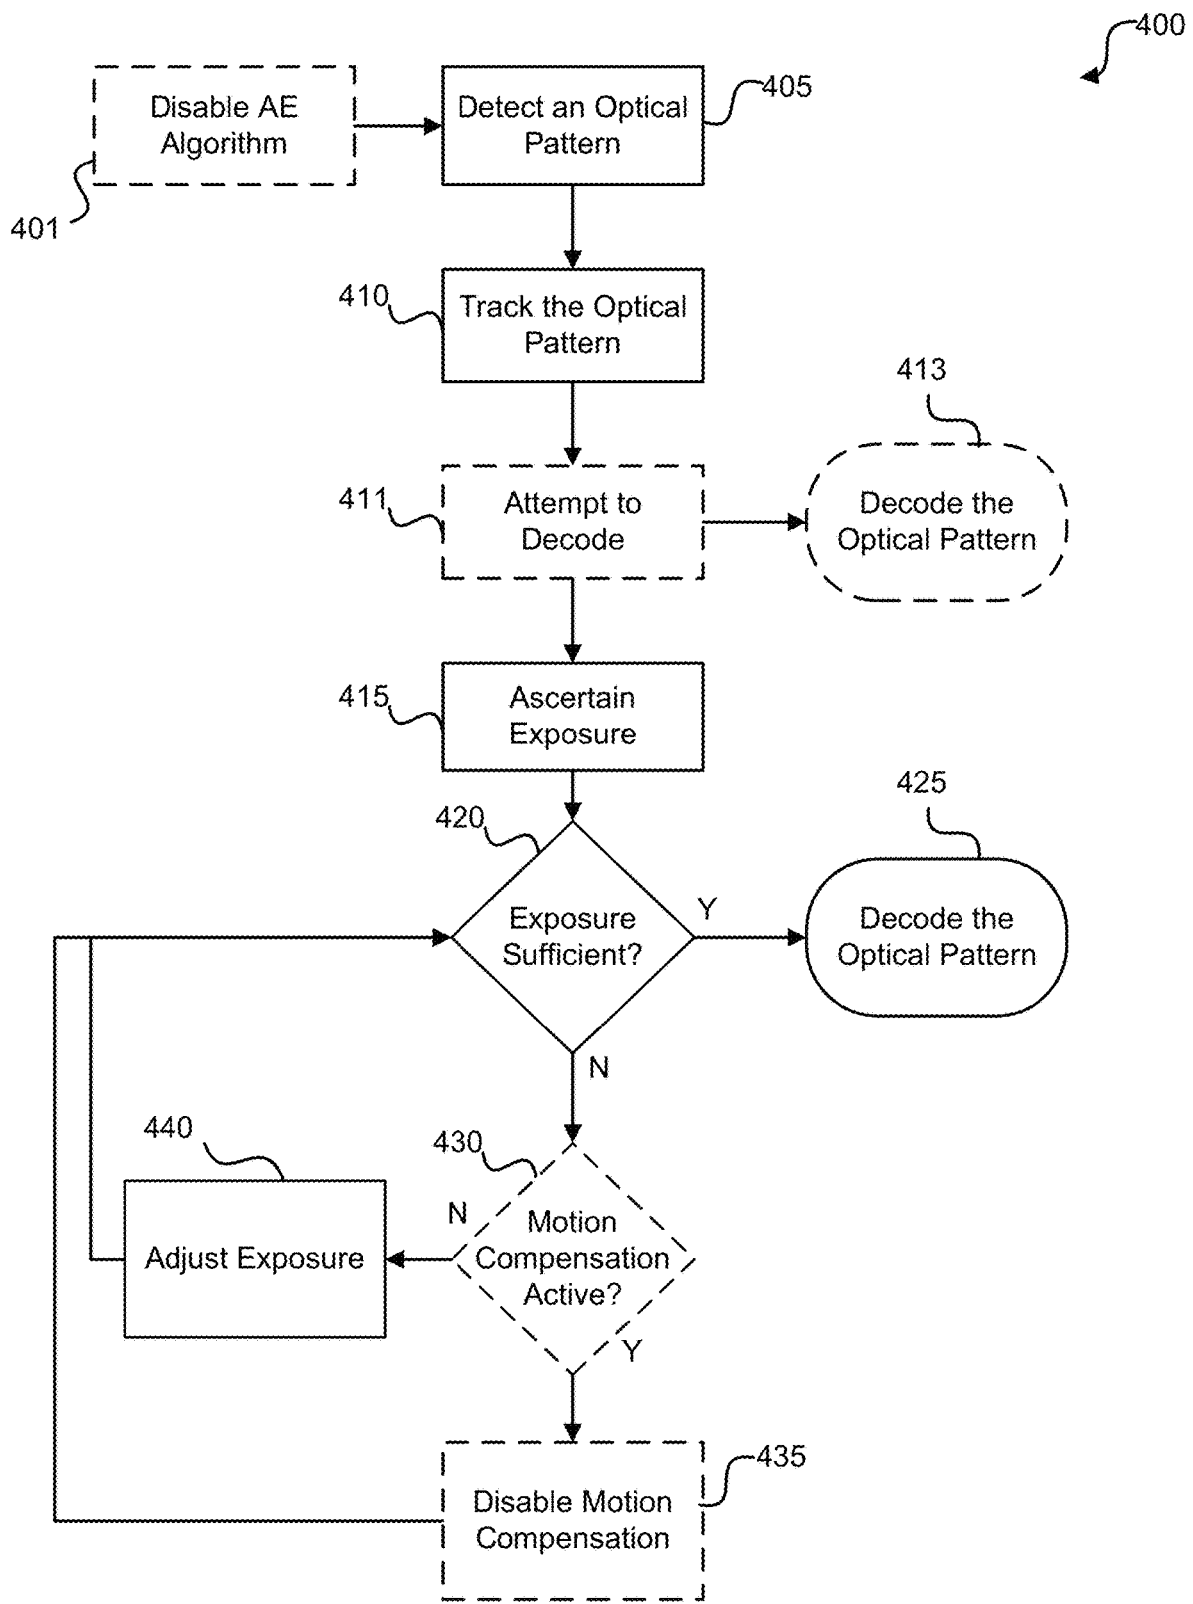 400
Disable AE
Algorithm
401
Detect an Optical
Pattern
405
410
Track the Optical
Pattern
411
Attempt to
Decode
413
Decode the
Optical Pattern
415
Ascertain
Exposure
420
Exposure
Sufficient?
Y
425
Decode the
Optical Pattern
N
430
Motion
Compensation
Active?
N
440
Adjust Exposure
Y
435
Disable Motion
Compensation